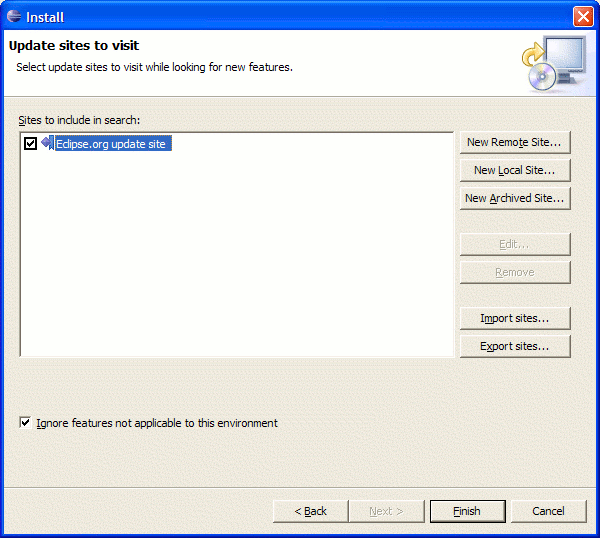 Install
Update sites to visit
Select update sites to visit while looking for new features.
Sites to include in search:
Eclipse.org update site
New Remote Site...
New Local Site...
New Archived Site...
Edit...
Remove
Import sites...
Export sites...
Ignore features not applicable to this environment
< Back
Next >
Finish
Cancel